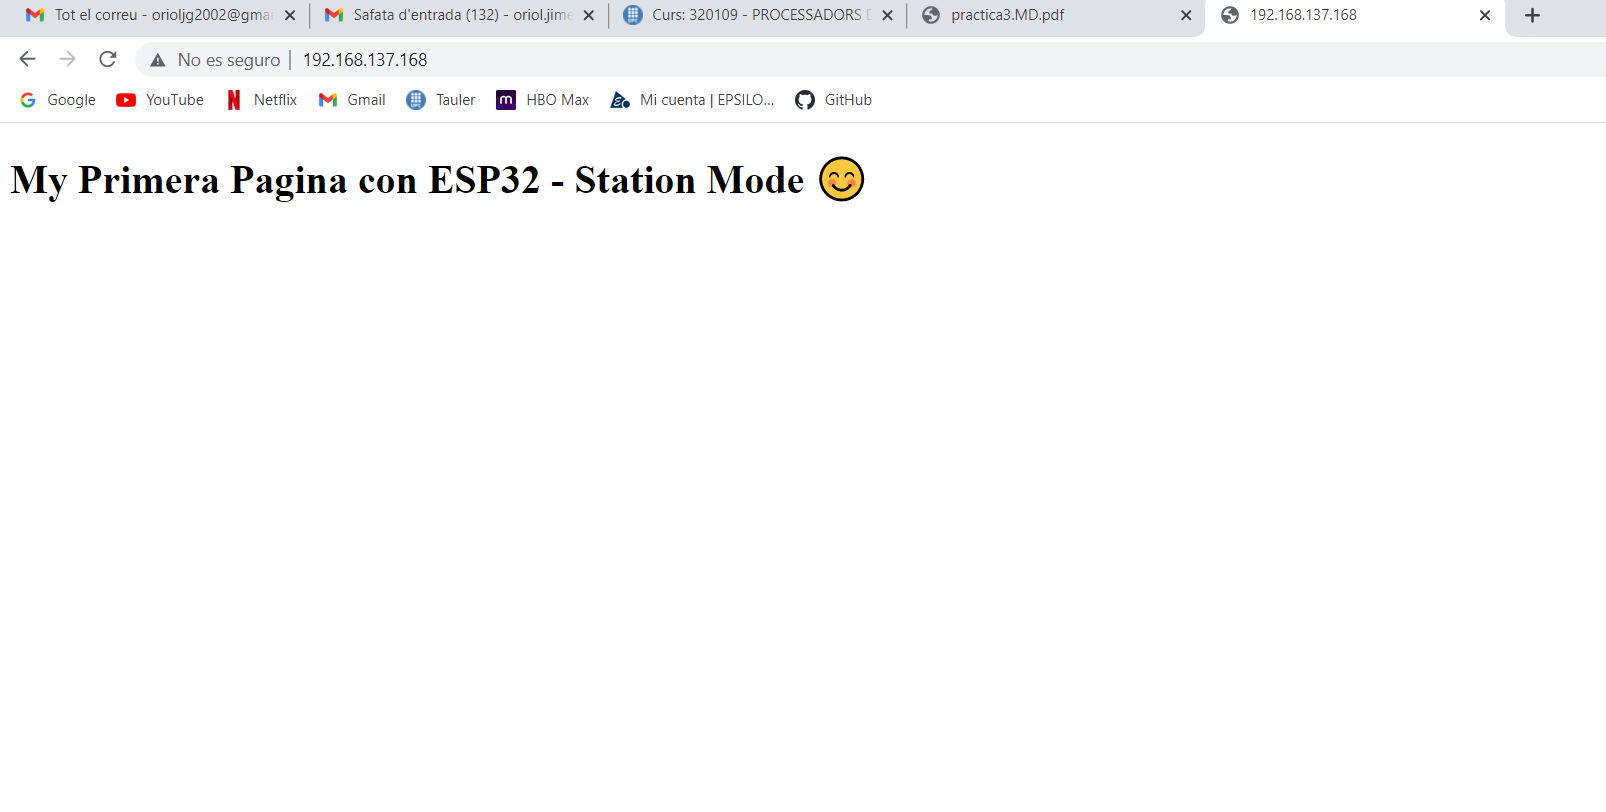 Tot el correu - orioljg2002@gmai
Safata d'entrada (132) - oriol.jime
Curs: 320109 - PROCESSADORS D
practica3.MD.pdf
192.168.137.168
No es seguro | 192.168.137.168
Google YouTube Netflix Gmail Tauler HBO Max Mi cuenta | EPSILO... GitHub
My Primera Pagina con ESP32 - Station Mode 😊